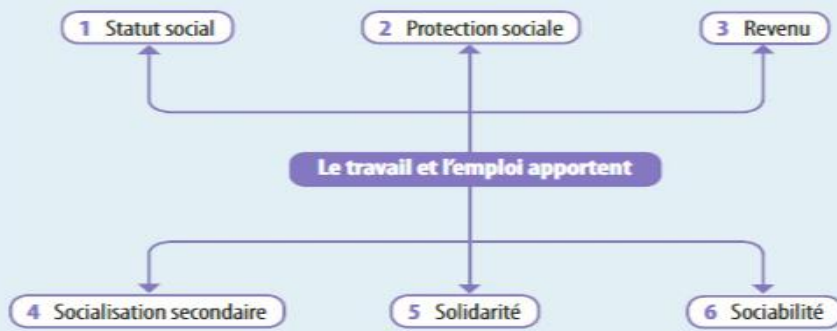 1 Statut social
2 Protection sociale
3 Revenu
Le travail et l'emploi apportent
4 Socialisation secondaire
5 Solidarité
6 Sociabilité